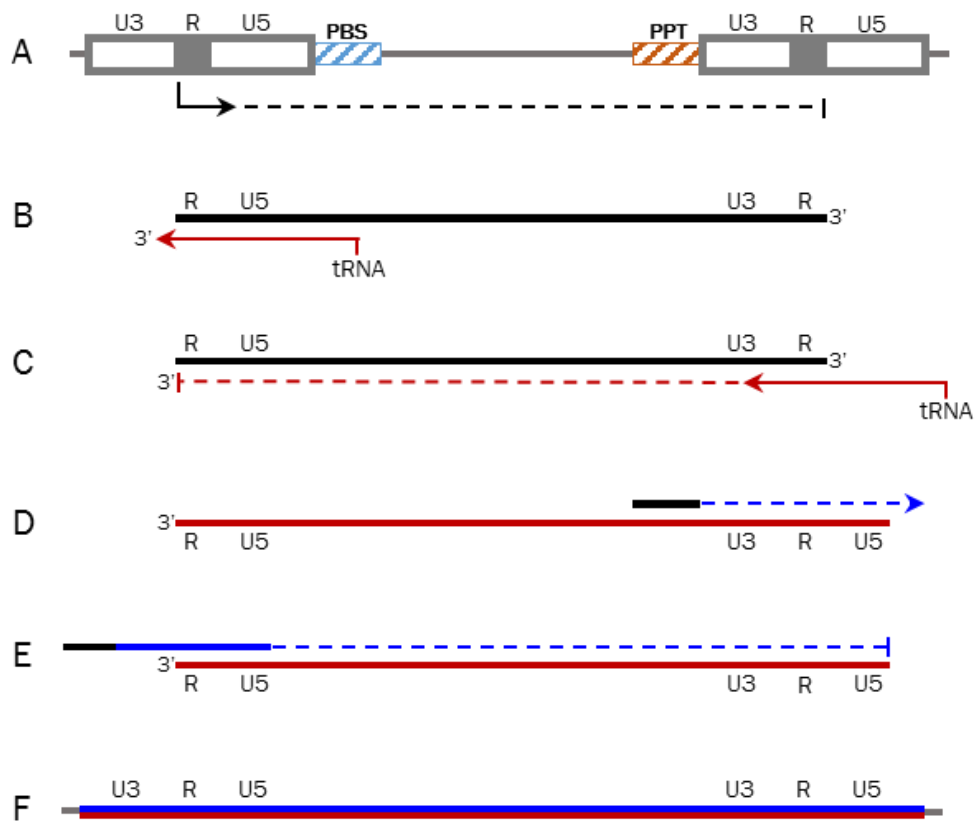 U3 R U5 PBS PPT U3 R U5
A
R U5 U3 R
B 3'
3' tRNA
R U5 U3 R
C 3'
3' tRNA
D 3'
R U5 U3 R U5
E 3'
R U5 U3 R U5
U3 R U5 U3 R U5
F